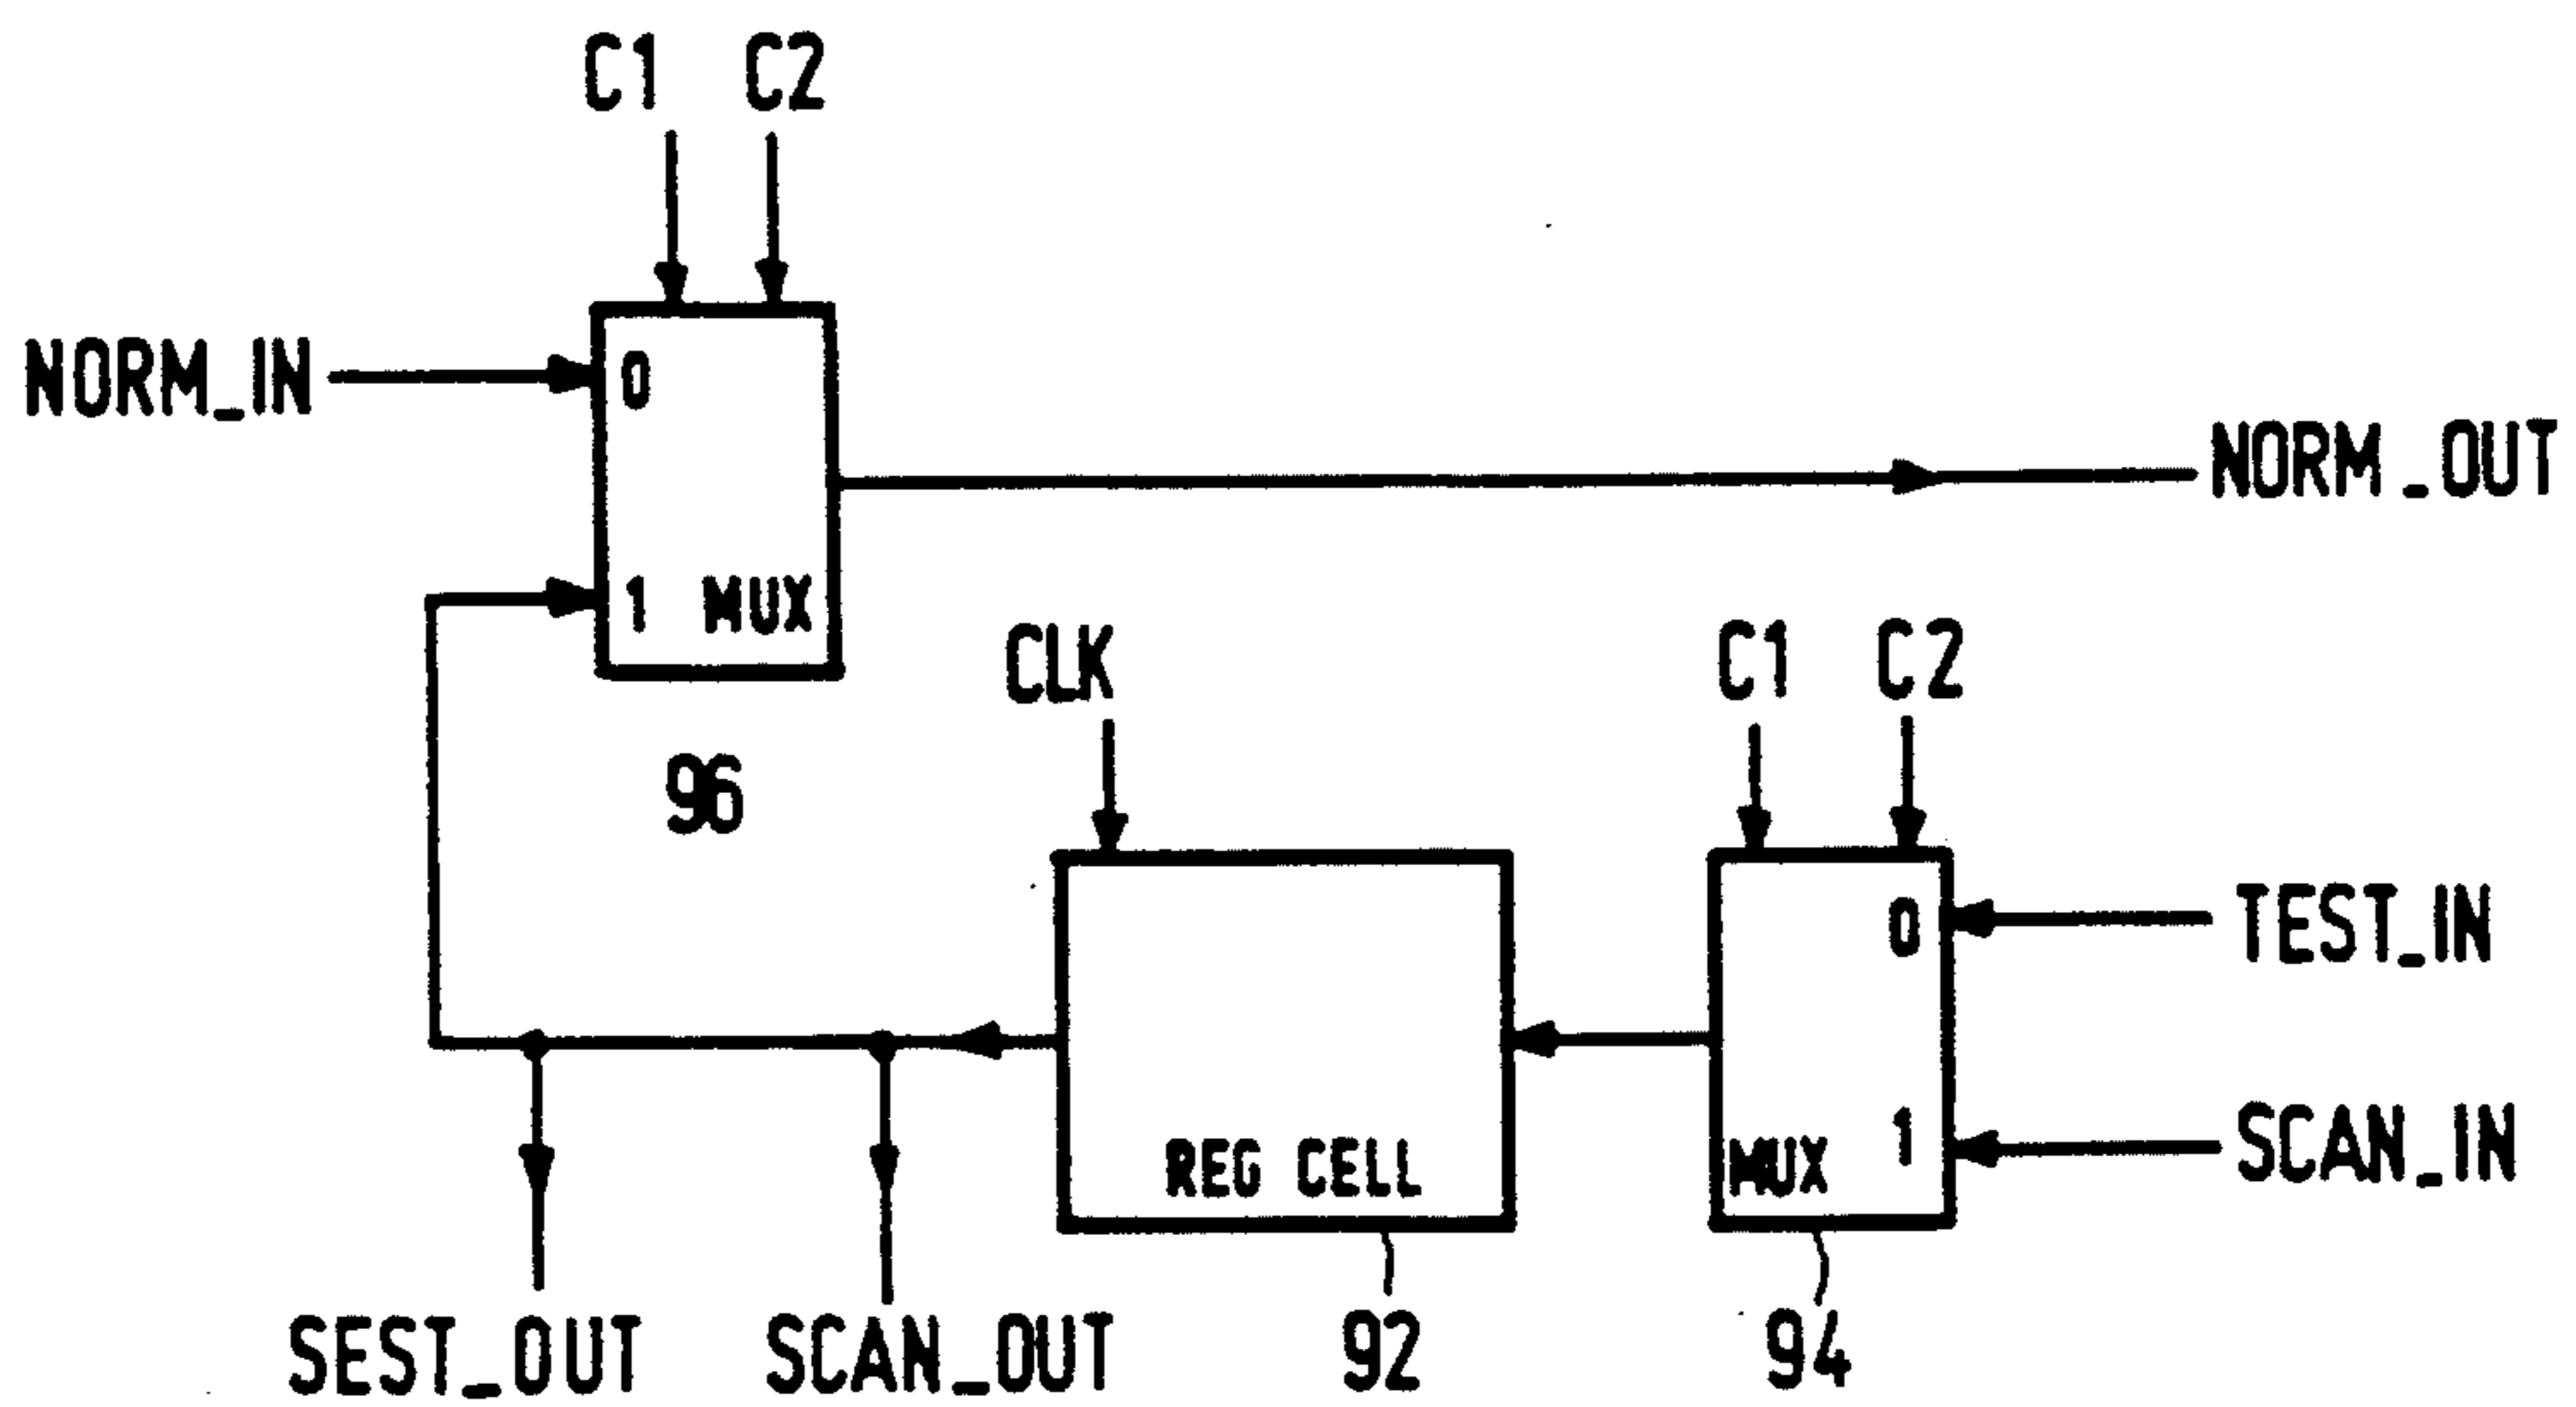 C1 C2
NORM_IN
0
NORM_OUT
1 MUX
CLK
C1 C2
96
0
TEST_IN
1
SCAN_IN
REG CELL
MUX
SEST_OUT
SCAN_OUT
92
94